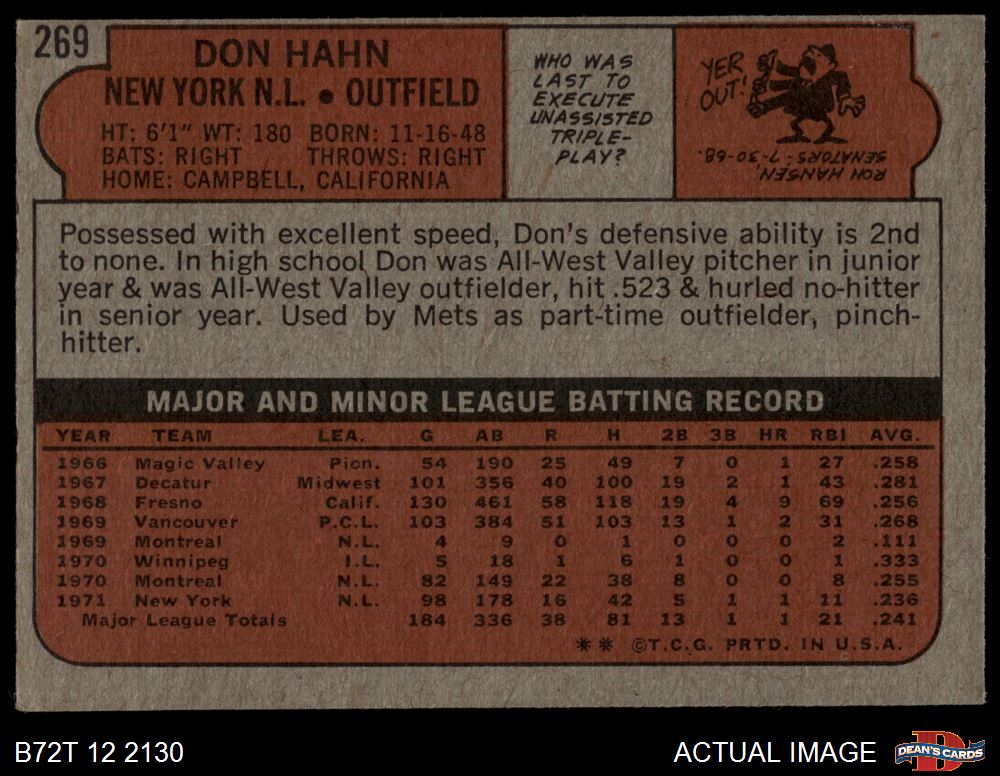 269
DON HAHN
NEW YORK N.L. • OUTFIELD
HT: 6'1" WT: 180 BORN: 11-16-48
BATS: RIGHT THROWS: RIGHT
HOME: CAMPBELL, CALIFORNIA
WHO WAS
LAST TO
EXECUTE
UNASSISTED
TRIPLE-
PLAY?
YER
OUT!
RON HANSEN,
SENATORS - 7-30-68.
Possessed with excellent speed, Don's defensive ability is 2nd
to none. In high school Don was All-West Valley pitcher in junior
year & was All-West Valley outfielder, hit .523 & hurled no-hitter
in senior year. Used by Mets as part-time outfielder, pinch-
hitter.
MAJOR AND MINOR LEAGUE BATTING RECORD
YEAR TEAM LEA. G AB R H 2B 3B HR RBI AVG.
1966 Magic Valley Pion. 54 190 25 49 7 0 1 27 .258
1967 Decatur Midwest 101 356 40 100 19 2 1 43 .281
1968 Fresno Calif. 130 461 58 118 19 4 9 69 .256
1969 Vancouver P.C.L. 103 384 51 103 13 1 2 31 .268
1969 Montreal N.L. 4 9 0 1 0 0 0 2 .111
1970 Winnipeg I.L. 5 18 1 6 1 0 0 1 .333
1970 Montreal N.L. 82 149 22 38 8 0 0 8 .255
1971 New York N.L. 98 178 16 42 5 1 1 11 .236
Major League Totals 184 336 38 81 13 1 1 21 .241
** ©T.C.G. PRTD. IN U.S.A.
B72T 12 2130
ACTUAL IMAGE
DEAN'S CARDS